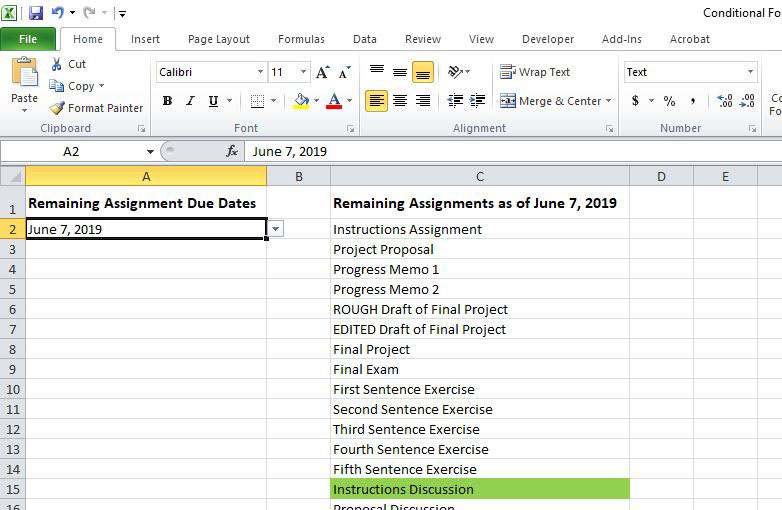 Conditional Fo
File Home Insert Page Layout Formulas Data Review View Developer Add-Ins Acrobat
Cut
Calibri 11 A A Wrap Text Text
Copy
Paste
Format Painter B I U A Merge & Center $ % , .00 .0 Co
Clipboard Font Alignment Number Fo
A2 fx June 7, 2019
A B C D E
1 Remaining Assignment Due Dates Remaining Assignments as of June 7, 2019
2 June 7, 2019 Instructions Assignment
3 Project Proposal
4 Progress Memo 1
5 Progress Memo 2
6 ROUGH Draft of Final Project
7 EDITED Draft of Final Project
8 Final Project
9 Final Exam
10 First Sentence Exercise
11 Second Sentence Exercise
12 Third Sentence Exercise
13 Fourth Sentence Exercise
14 Fifth Sentence Exercise
15 Instructions Discussion
16 Proposal Discussion